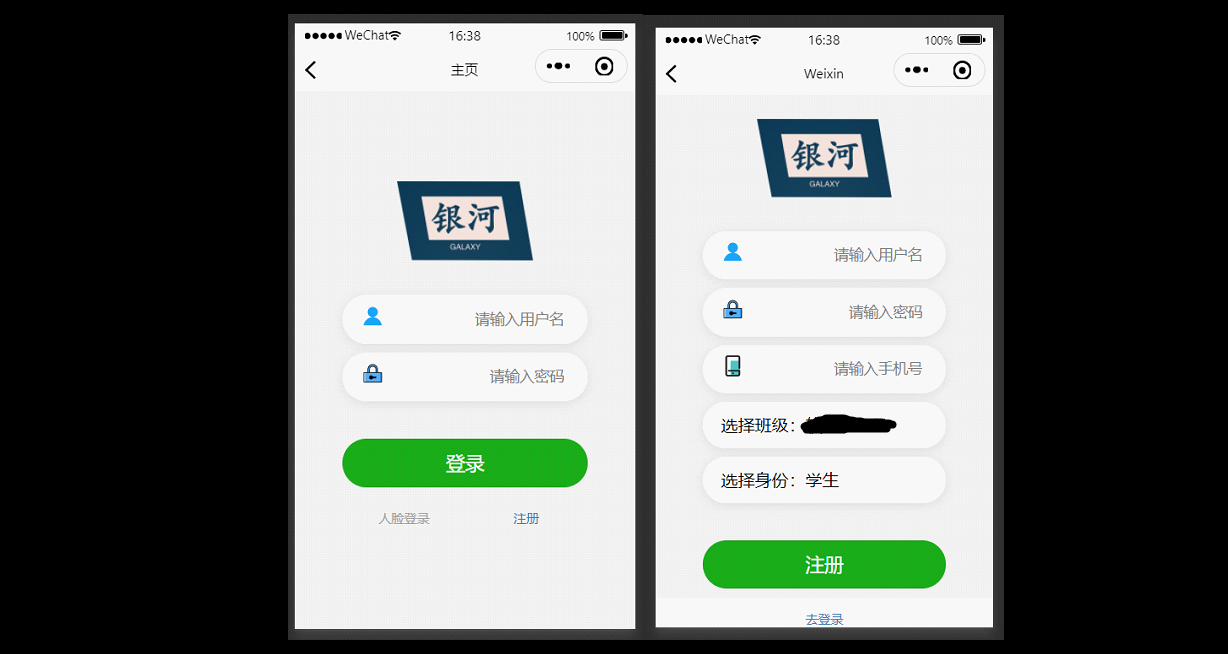 WeChat 16:38 100%
主页
银河
GALAXY
请输入用户名
请输入密码
登录
人脸登录 注册
WeChat 16:38 100%
Weixin
银河
GALAXY
请输入用户名
请输入密码
请输入手机号
选择班级：
选择身份：学生
注册
去登录